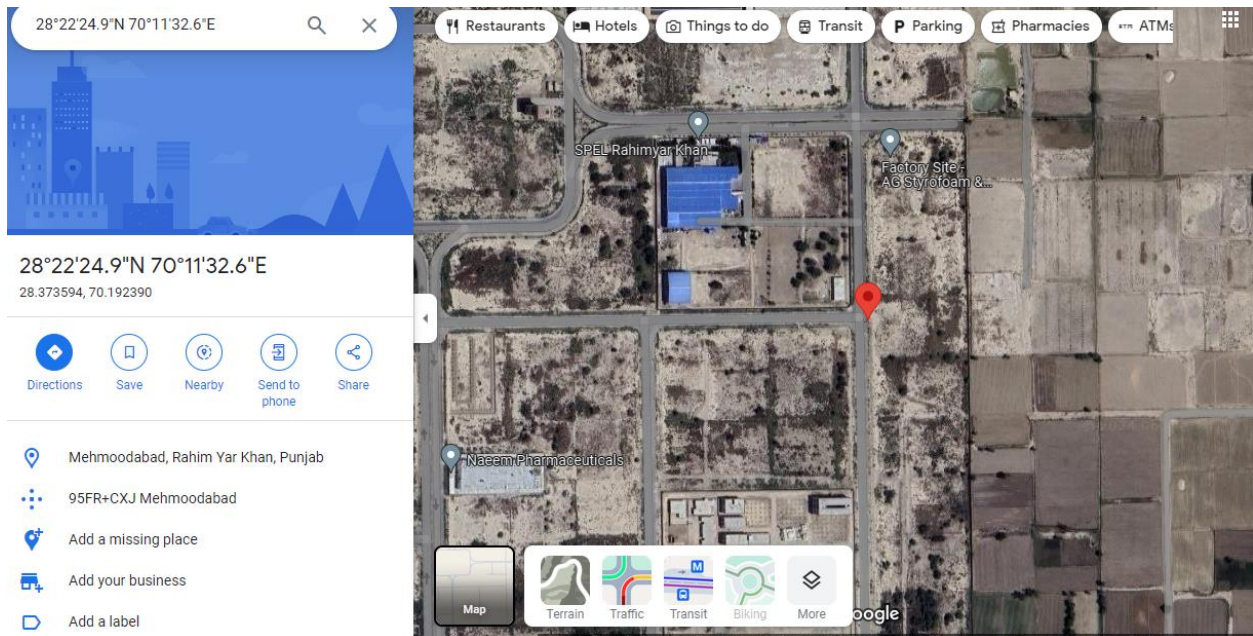 28°22'24.9"N 70°11'32.6"E
28°22'24.9"N 70°11'32.6"E
28.373594, 70.192390
Directions
Save
Nearby
Send to
phone
Share
Mehmoodabad, Rahim Yar Khan, Punjab
95FR+CXJ Mehmoodabad
Add a missing place
Add your business
Add a label
Restaurants
Hotels
Things to do
Transit
P Parking
Pharmacies
ATM ATMs
SPEL Rahimyar Khan...
Factory Site -
AG Styrofoam &...
Naeem Pharmaceuticals
Map
Terrain
Traffic
M
Transit
Biking
More
oogle